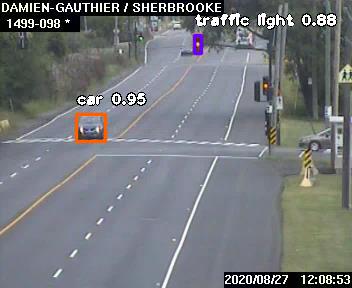 DAMIEN-GAUTHIER / SHERBROOKE
1499-098 *
traffic light 0.88
car 0.95
2020/08/27 12:08:53